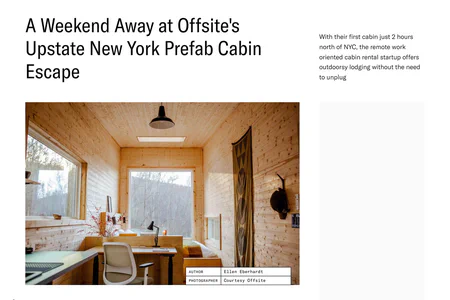 A Weekend Away at Offsite's
Upstate New York Prefab Cabin
Escape
With their first cabin just 2 hours
north of NYC, the remote work
oriented cabin rental startup offers
outdoorsy lodging without the need
to unplug
AUTHOR Ellen Eberhardt
PHOTOGRAPHER Courtesy Offsite